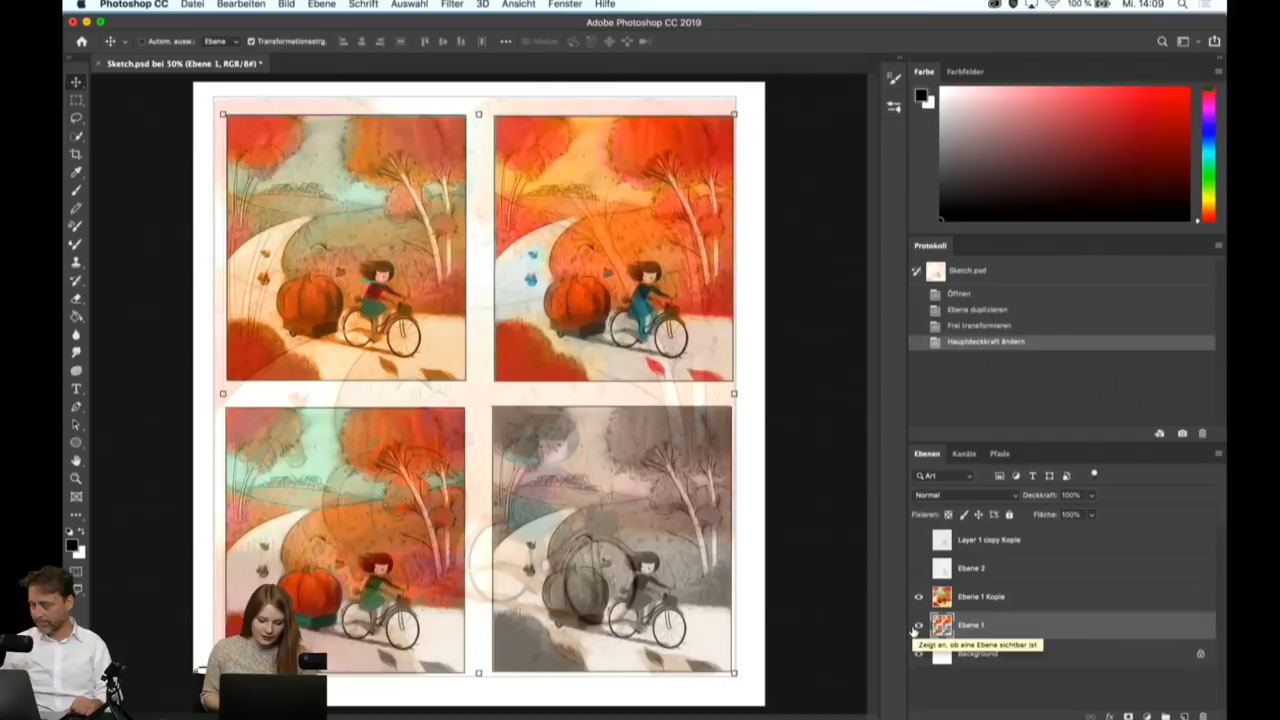 Photoshop CC Datei Bearbeiten Bild Ebene Schrift Auswahl Filter 3D Ansicht Fenster Hilfe 100 % Mi. 14:09
Adobe Photoshop CC 2019
Autom. ausw.: Ebene Transformationsstrg. 3D-Modus:
Sketch.psd bei 50% (Ebene 1, RGB/8#) *
Farbe Farbfelder
Protokoll
Sketch.psd
Öffnen
Ebene duplizieren
Frei transformieren
Hauptdeckkraft ändern
Ebenen Kanäle Pfade
Art
Normal Deckkraft: 100%
Fixieren: Fläche: 100%
Layer 1 copy Kopie
Ebene 2
Ebene 1 Kopie
Ebene 1
Zeigt an, ob eine Ebene sichtbar ist
Background